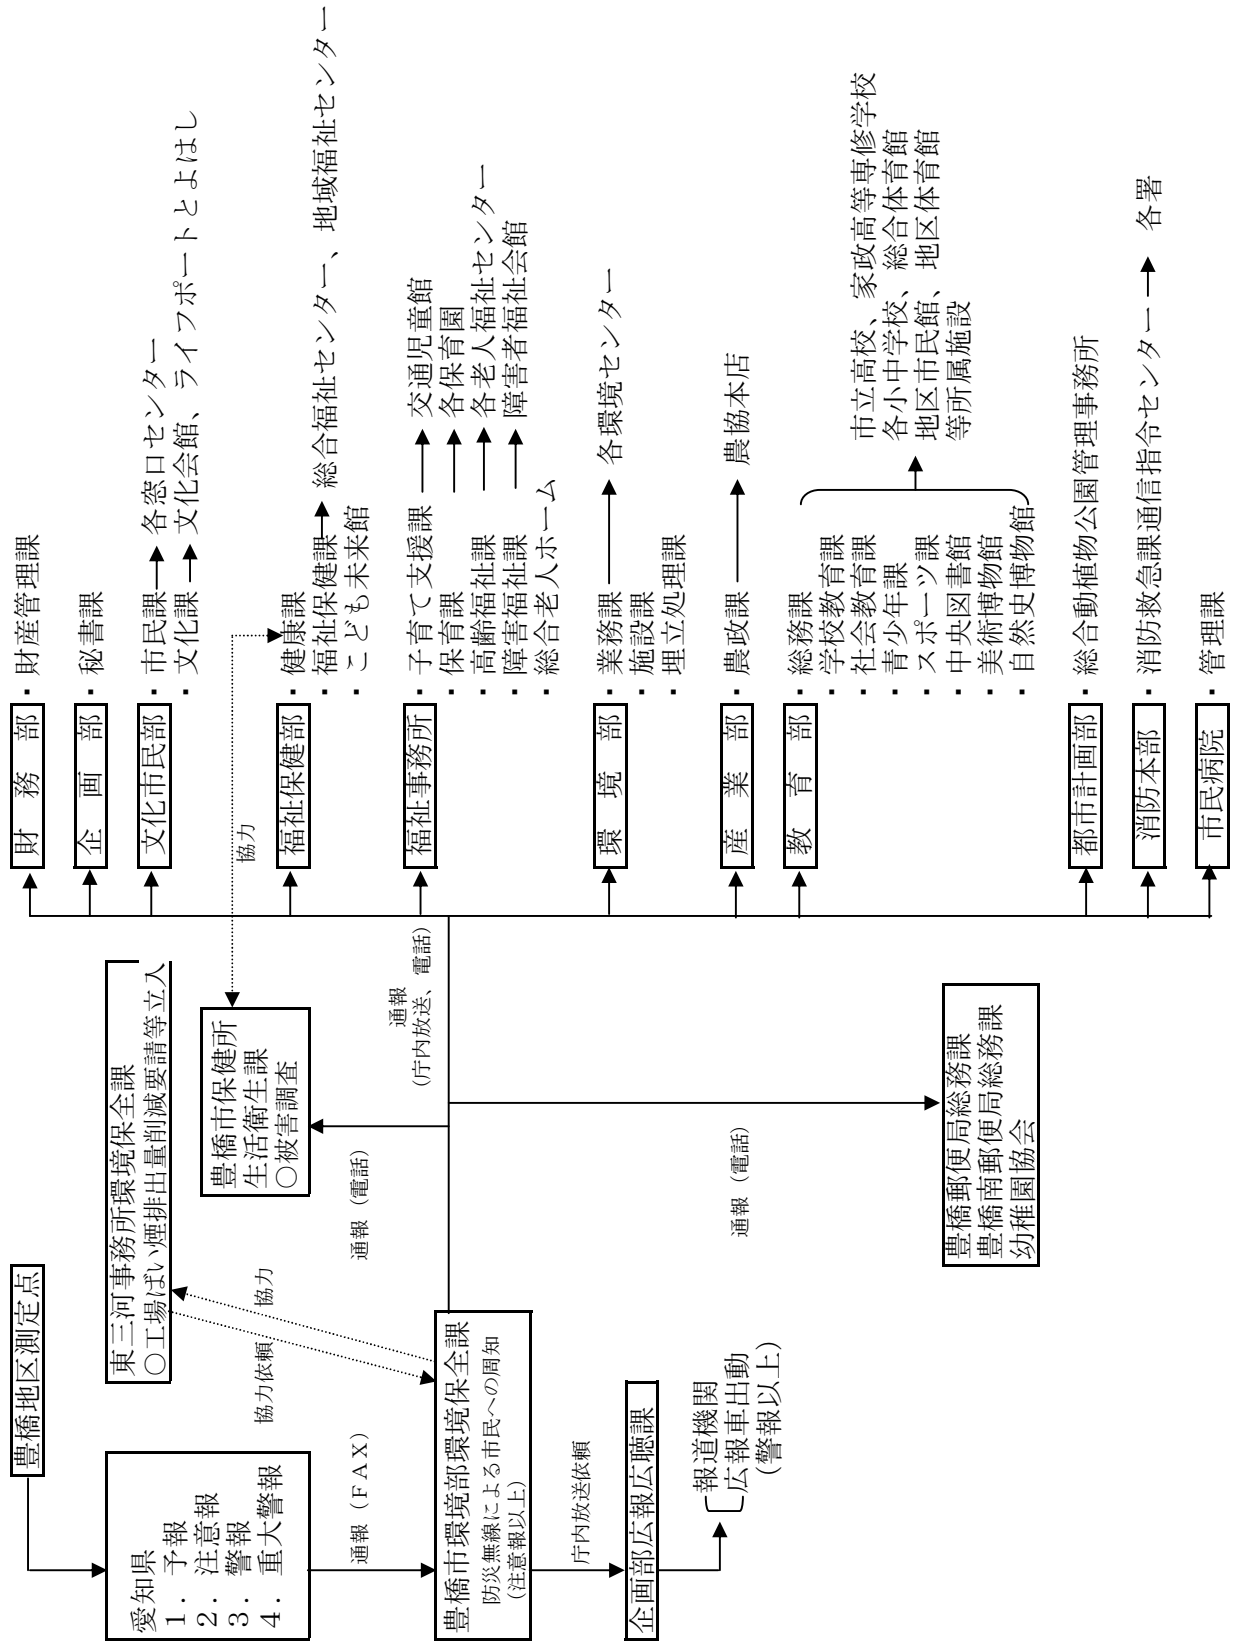 豊橋地区測定点
愛知県
１．予報
２．注意報
３．警報
４．重大警報
東三河事務所環境保全課
○工場ばい煙排出量削減要請等立入
協力依頼
協力
通報（ＦＡＸ）
豊橋市環境部環境保全課
防災無線による市民への周知
(注意報以上)
庁内放送依頼
企画部広報広聴課
報道機関
広報車出動
(警報以上)
豊橋市保健所
生活衛生課
○被害調査
通報（電話）
通報
(庁内放送、電話)
通報（電話）
豊橋郵便局総務課
豊橋南郵便局総務課
幼稚園協会
協力
財務部
・財産管理課
企画部
・秘書課
文化市民部
・市民課 各窓口センター
・文化課 文化会館、ライフポートとよはし
福祉保健部
・健康課
・福祉保健課 総合福祉センター、地域福祉センター
・こども未来館
福祉事務所
・子育て支援課 交通児童館
・保育課 各保育園
・高齢福祉課 各老人福祉センター
・障害福祉課 障害者福祉会館
・総合老人ホーム
環境部
・業務課 各環境センター
・施設課
・埋立処理課
産業部
・農政課 農協本店
教育部
・総務課
・学校教育課
・社会教育課
・青少年課
・スポーツ課
・中央図書館
・美術博物館
・自然史博物館
市立高校、家政高等専修学校
各小中学校、総合体育館
地区市民館、地区体育館
等所属施設
都市計画部
・総合動植物公園管理事務所
消防本部
・消防救急課通信指令センター 各署
市民病院
・管理課